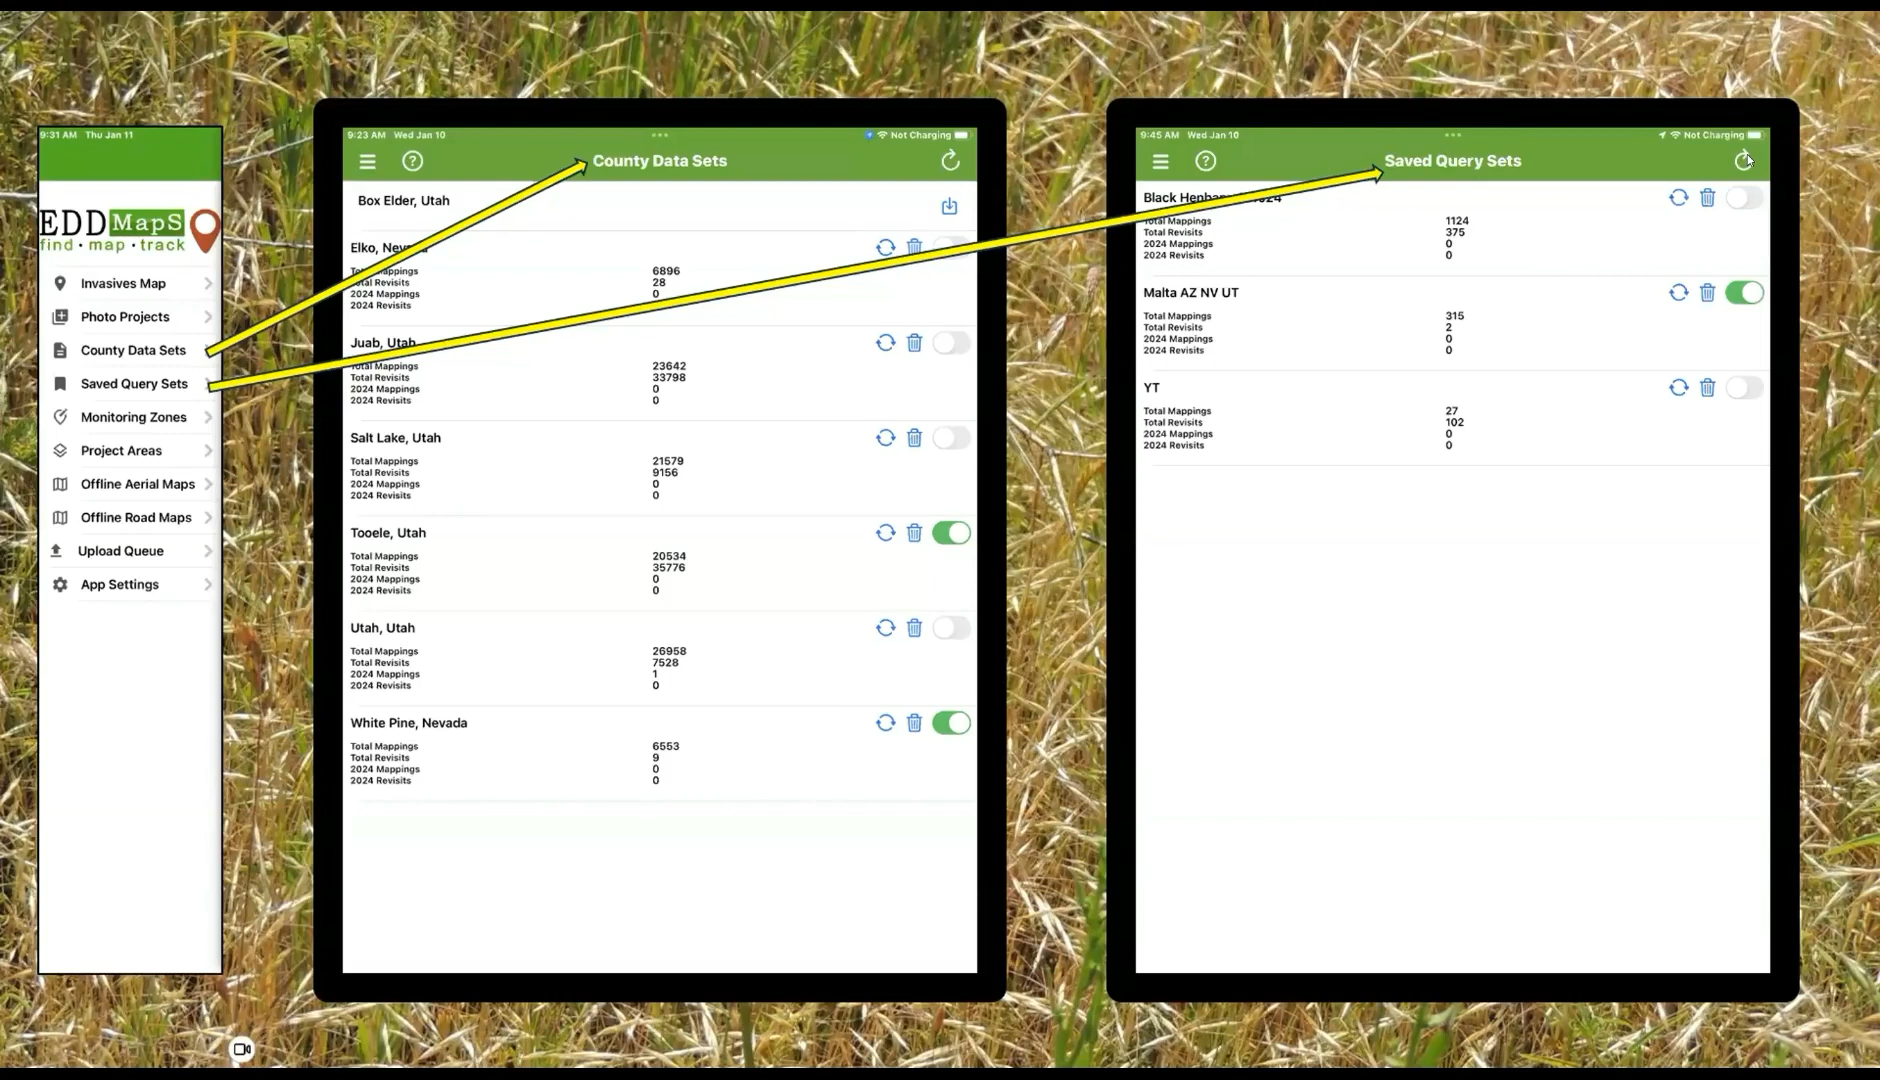 9:31 AM Thu Jan 11
EDDMapS
find · map · track
Invasives Map
Photo Projects
County Data Sets
Saved Query Sets
Monitoring Zones
Project Areas
Offline Aerial Maps
Offline Road Maps
Upload Queue
App Settings
9:23 AM Wed Jan 10 Not Charging
County Data Sets
Box Elder, Utah
Elko,
Mappings 6896
Total Revisits 28
2024 Mappings 0
2024 Revisits
Juab, Utah
Total Mappings 23642
Total Revisits 33798
2024 Mappings 0
2024 Revisits 0
Salt Lake, Utah
Total Mappings 21579
Total Revisits 9156
2024 Mappings 0
2024 Revisits 0
Tooele, Utah
Total Mappings 20534
Total Revisits 35776
2024 Mappings 0
2024 Revisits 0
Utah, Utah
Total Mappings 26958
Total Revisits 7528
2024 Mappings 1
2024 Revisits 0
White Pine, Nevada
Total Mappings 6553
Total Revisits 9
2024 Mappings 0
2024 Revisits 0
9:45 AM Wed Jan 10 Not Charging
Saved Query Sets
Black
Total Mappings 1124
Total Revisits 375
2024 Mappings 0
2024 Revisits 0
Malta AZ NV UT
Total Mappings 315
Total Revisits 2
2024 Mappings 0
2024 Revisits 0
YT
Total Mappings 27
Total Revisits 102
2024 Mappings 0
2024 Revisits 0